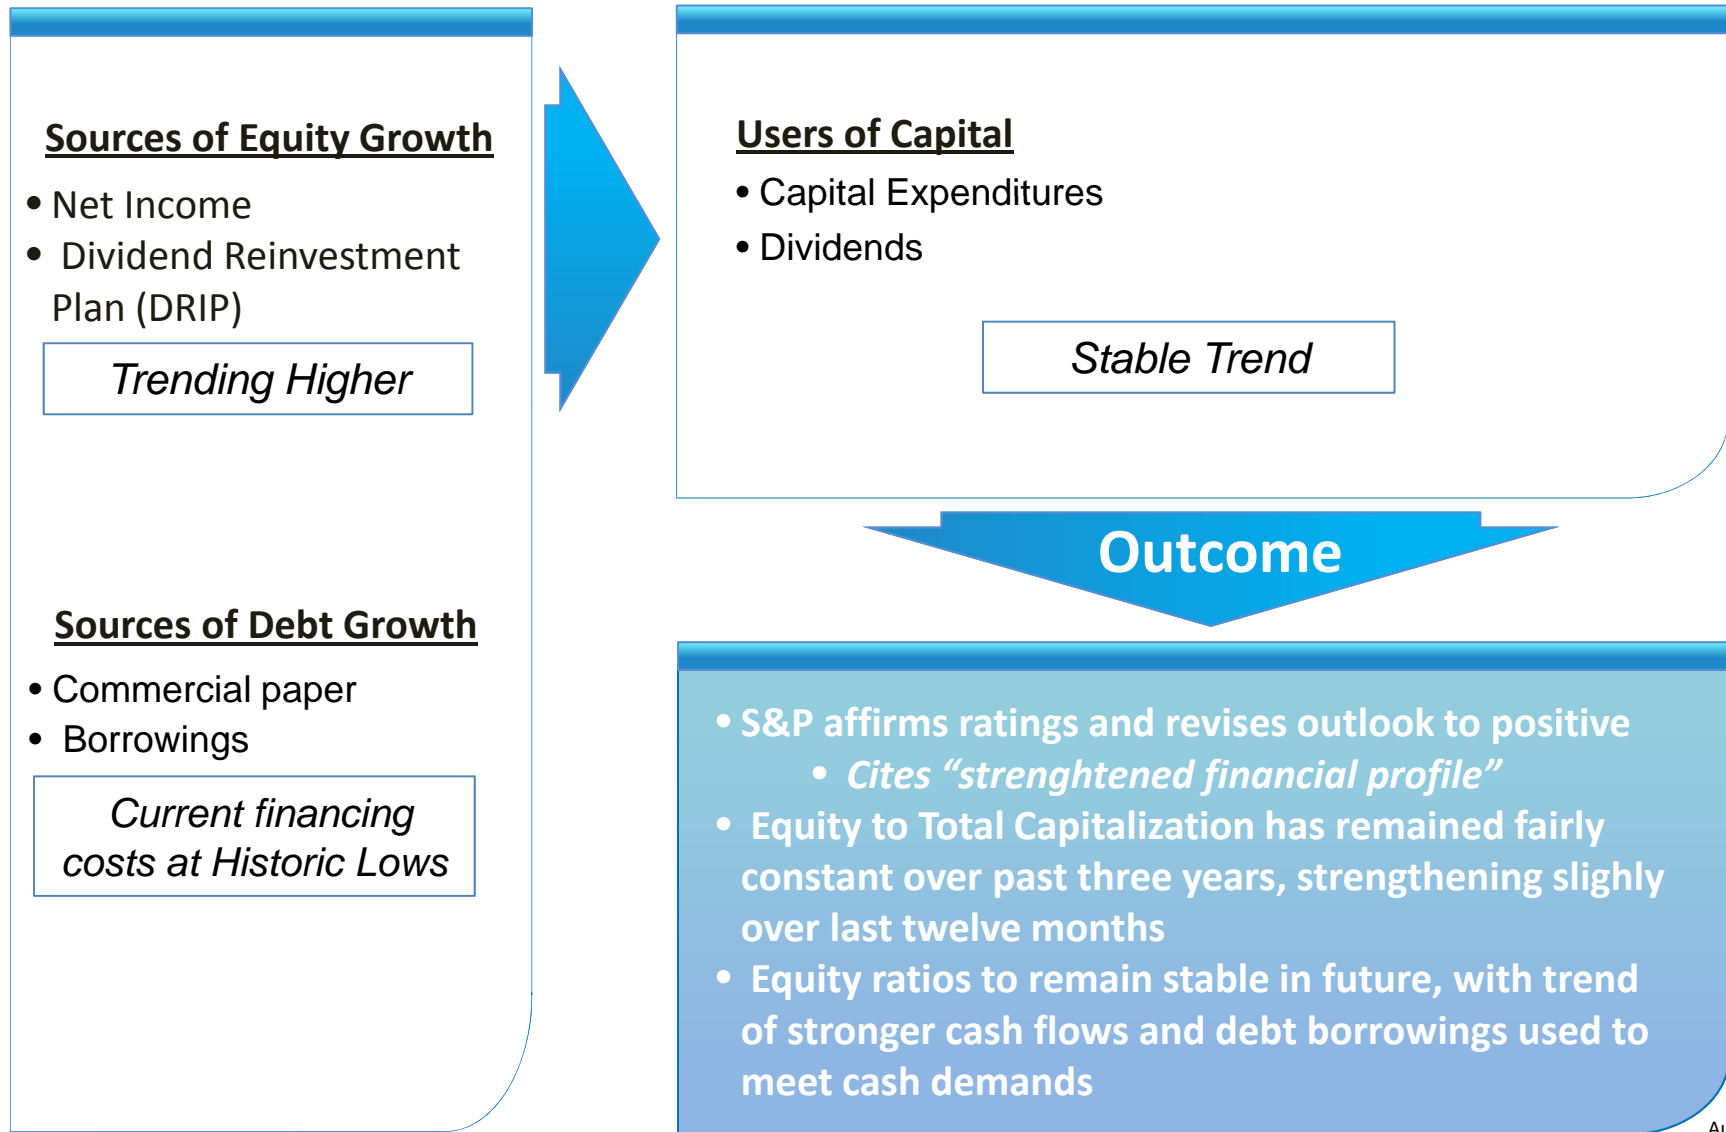 Sources of Equity Growth
• Net Income
• Dividend Reinvestment
Plan (DRIP)
Trending Higher
Sources of Debt Growth
• Commercial paper
• Borrowings
Current financing
costs at Historic Lows
Users of Capital
• Capital Expenditures
• Dividends
Stable Trend
Outcome
• S&P affirms ratings and revises outlook to positive
• Cites “strenghtened financial profile”
• Equity to Total Capitalization has remained fairly
constant over past three years, strengthening slighly
over last twelve months
• Equity ratios to remain stable in future, with trend
of stronger cash flows and debt borrowings used to
meet cash demands